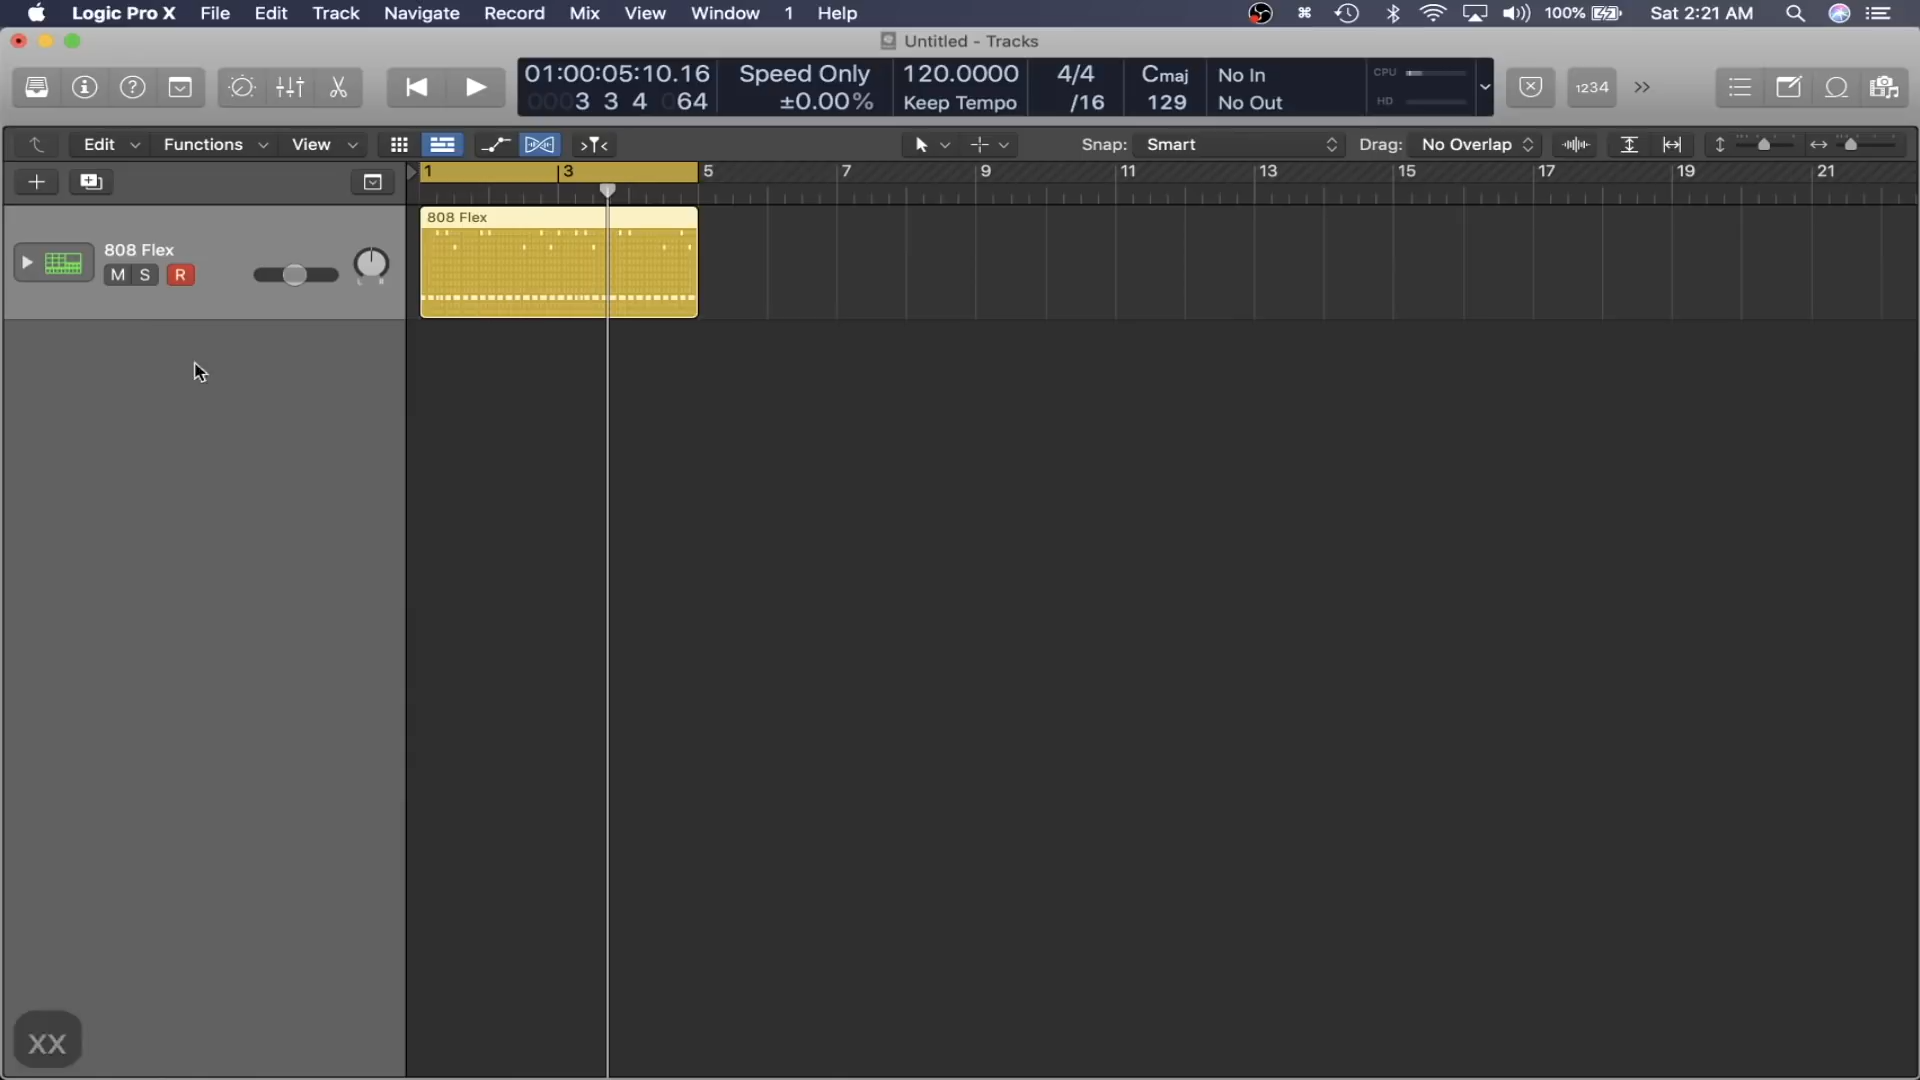 Logic Pro X File Edit Track Navigate Record Mix View Window 1 Help 100% Sat 2:21 AM
Untitled - Tracks
01:00:05:10.16 Speed Only 120.0000 4/4 Cmaj No In CPU
0003 3 4 064 ±0.00% Keep Tempo /16 129 No Out HD
1234
Edit Functions View Snap: Smart Drag: No Overlap
1 3 5 7 9 11 13 15 17 19 21
808 Flex
808 Flex
M S R
XX